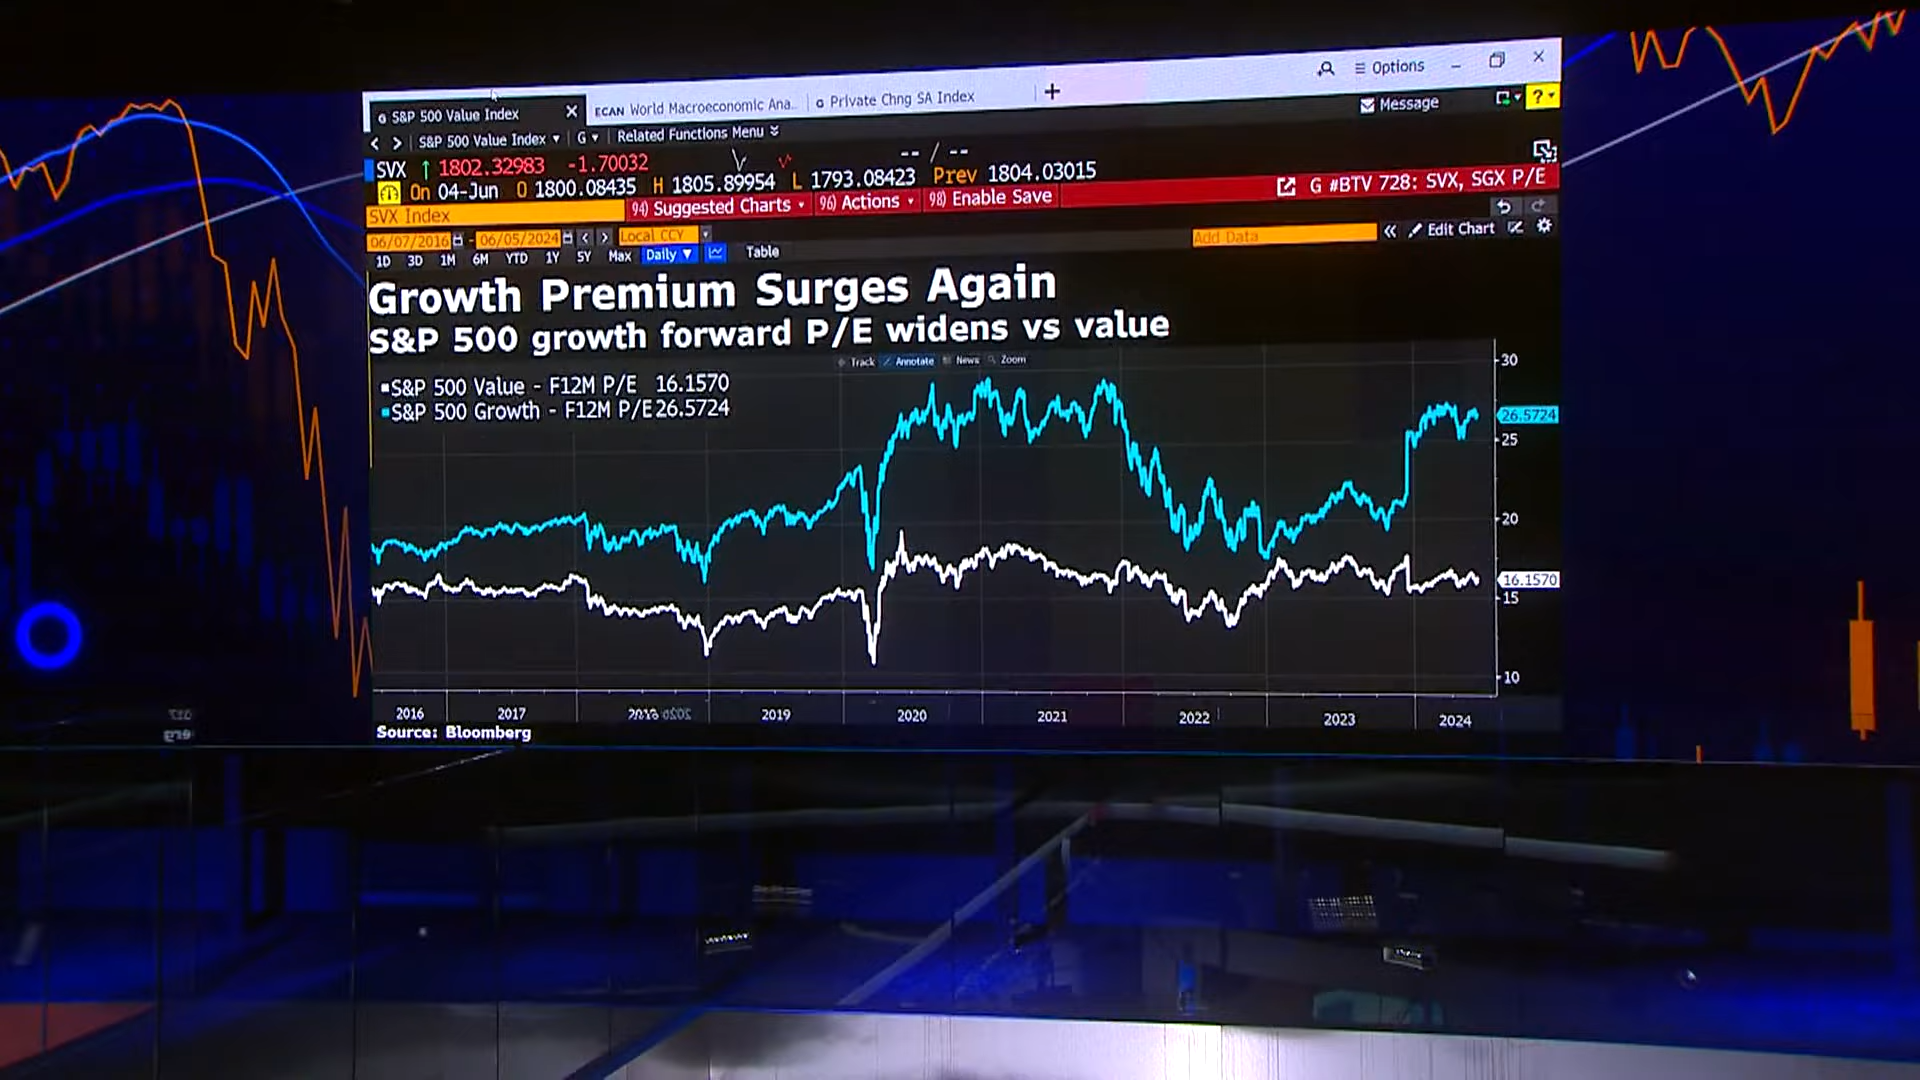 S&P 500 Value Index × ECAN World Macroeconomic Ana.. G Private Chng SA Index + Options
S&P 500 Value Index G Related Functions Menu Message ?
SVX ↑ 1802.32983 -1.70032 -- / --
On 04-Jun O 1800.08435 H 1805.89954 L 1793.08423 Prev 1804.03015 G #BTV 728: SVX, SGX P/E
SVX Index 94) Suggested Charts 96) Actions 98) Enable Save
06/07/2016 - 06/05/2024 Local CCY Add Data « Edit Chart
1D 3D 1M 6M YTD 1Y 5Y Max Daily ▼ Table
Growth Premium Surges Again
S&P 500 growth forward P/E widens vs value
Track Annotate News Zoom
S&P 500 Value - F12M P/E 16.1570
S&P 500 Growth - F12M P/E 26.5724
30
26.5724
25
20
16.1570
15
10
2016 2017 2018 2019 2020 2021 2022 2023 2024
Source: Bloomberg